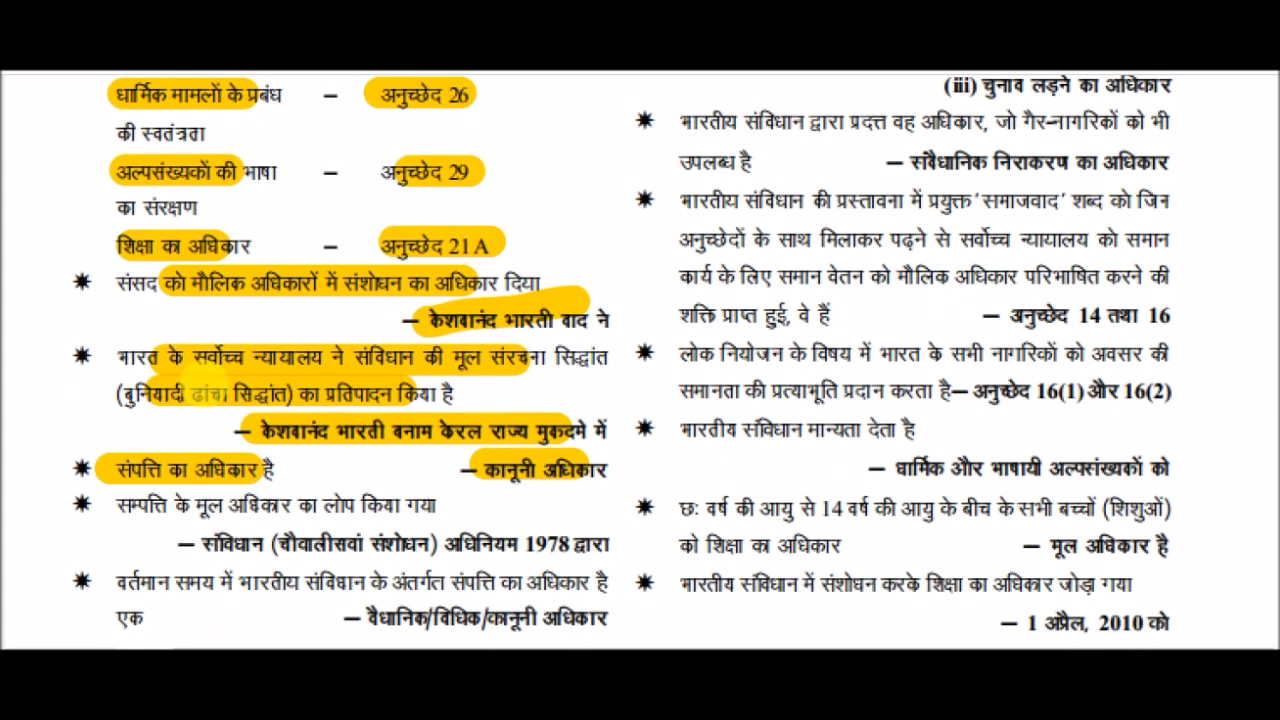 धार्मिक मामलों के प्रबंध – अनुच्छेद 26
की स्वतंत्रता
अल्पसंख्यकों की भाषा – अनुच्छेद 29
का संरक्षण
शिक्षा का अधिकार – अनुच्छेद 21A
✷ संसद को मौलिक अधिकारों में संशोधन का अधिकार दिया
– केशवानंद भारती वाद ने
✷ भारत के सर्वोच्च न्यायालय ने संविधान की मूल संरचना सिद्धांत
(बुनियादी ढांचा सिद्धांत) का प्रतिपादन किया है
– केशवानंद भारती बनाम केरल राज्य मुकदमे में
✷ संपत्ति का अधिकार है – कानूनी अधिकार
✷ सम्पत्ति के मूल अधिकार का लोप किया गया
– संविधान (चौवालीसवां संशोधन) अधिनियम 1978 द्वारा
✷ वर्तमान समय में भारतीय संविधान के अंतर्गत संपत्ति का अधिकार है
एक – वैधानिक/विधिक/कानूनी अधिकार
(iii) चुनाव लड़ने का अधिकार
✷ भारतीय संविधान द्वारा प्रदत्त वह अधिकार, जो गैर-नागरिकों को भी
उपलब्ध है – संवैधानिक निराकरण का अधिकार
✷ भारतीय संविधान की प्रस्तावना में प्रयुक्त 'समाजवाद' शब्द को जिन
अनुच्छेदों के साथ मिलाकर पढ़ने से सर्वोच्च न्यायालय को समान
कार्य के लिए समान वेतन को मौलिक अधिकार परिभाषित करने की
शक्ति प्राप्त हुई, वे हैं – अनुच्छेद 14 तथा 16
✷ लोक नियोजन के विषय में भारत के सभी नागरिकों को अवसर की
समानता की प्रत्याभूति प्रदान करता है– अनुच्छेद 16(1) और 16(2)
✷ भारतीय संविधान मान्यता देता है
– धार्मिक और भाषायी अल्पसंख्यकों को
✷ छः वर्ष की आयु से 14 वर्ष की आयु के बीच के सभी बच्चों (शिशुओं)
को शिक्षा का अधिकार – मूल अधिकार है
✷ भारतीय संविधान में संशोधन करके शिक्षा का अधिकार जोड़ा गया
– 1 अप्रैल, 2010 को